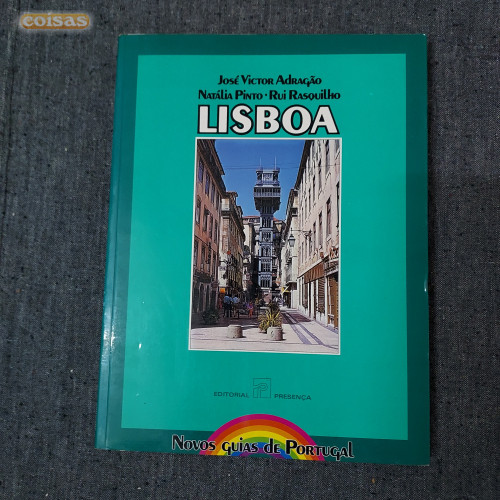 coisas
José Victor Adragão
Natália Pinto · Rui Rasquilho
LISBOA
EDITORIAL PRESENÇA
Novos guias de Portugal